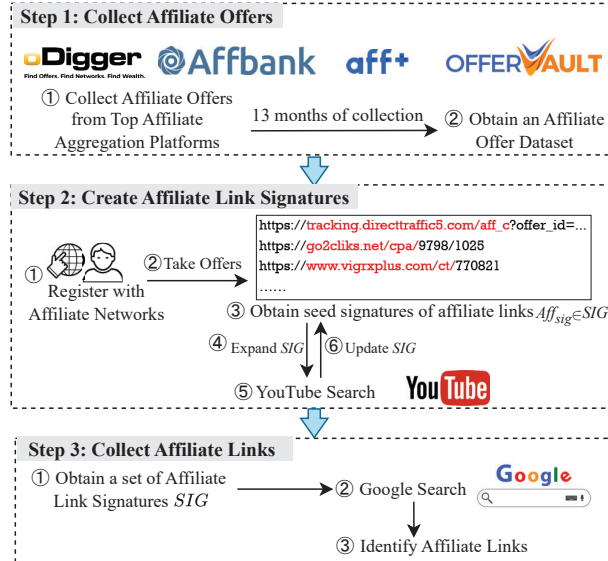 Step 1: Collect Affiliate Offers
oDigger
Find Offers. Find Networks. Find Wealth.
Affbank
aff+
OFFERVAULT
① Collect Affiliate Offers
from Top Affiliate
Aggregation Platforms
13 months of collection
② Obtain an Affiliate
Offer Dataset
Step 2: Create Affiliate Link Signatures
① Register with
Affiliate Networks
② Take Offers
https://tracking.directtraffic5.com/aff_c?offer_id=...
https://go2cliks.net/cpa/9798/1025
https://www.vigrxplus.com/ct/770821
......
③ Obtain seed signatures of affiliate links Aff_sig∈SIG
④ Expand SIG
⑥ Update SIG
⑤ YouTube Search
YouTube
Step 3: Collect Affiliate Links
① Obtain a set of Affiliate
Link Signatures SIG
② Google Search
Google
③ Identify Affiliate Links